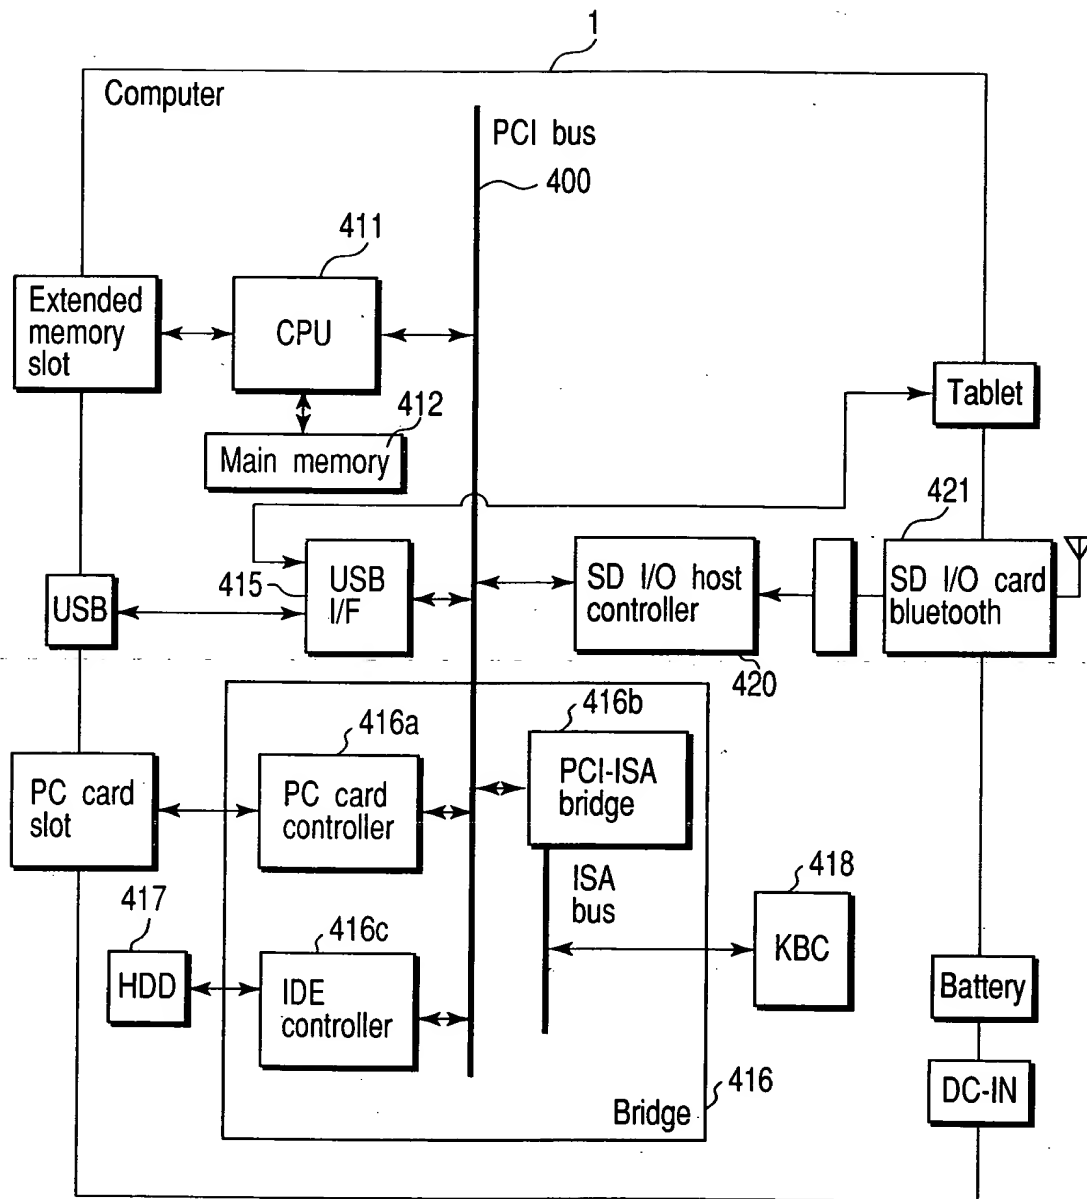 1
Computer
PCI bus
400
411
Extended
memory
slot
CPU
412
Main memory
Tablet
421
415
USB
USB
I/F
SD I/O host
controller
420
SD I/O card
bluetooth
416a
416b
PC card
slot
PC card
controller
PCI-ISA
bridge
ISA
bus
417
416c
418
HDD
IDE
controller
KBC
Battery
416
Bridge
DC-IN